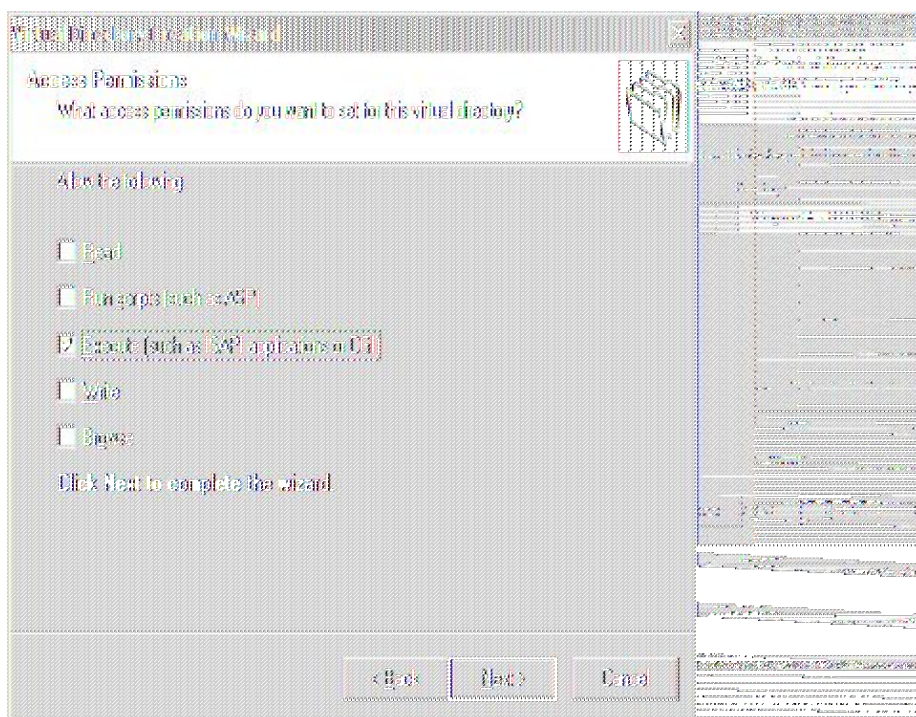 Virtual Directory Creation Wizard
Access Permissions
What access permissions do you want to set for this virtual directory?
Allow the following
Read
Run scripts (such as ASP)
Execute (such as ISAPI applications or CGI)
Write
Browse
Click Next to complete the wizard
< Back
Next >
Cancel